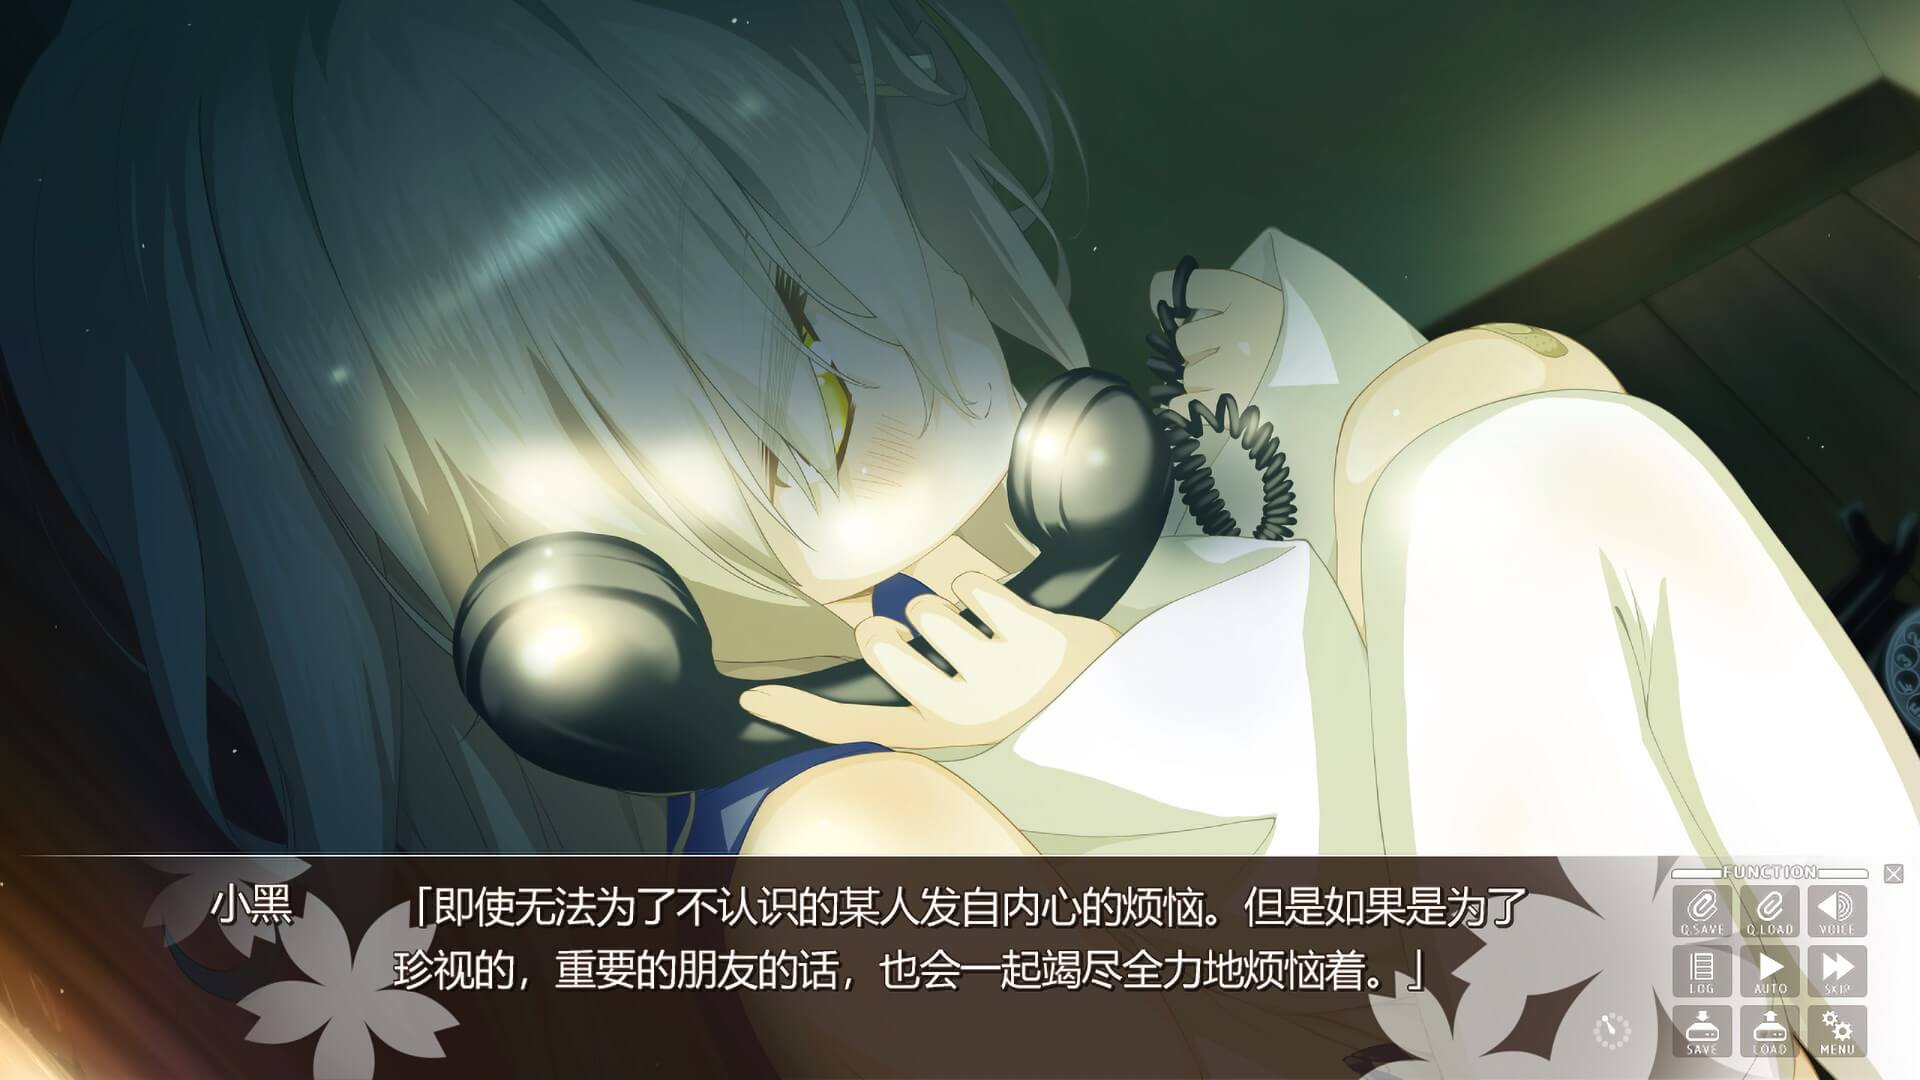 小黑
「即使无法为了不认识的某人发自内心的烦恼。但是如果是为了
珍视的，重要的朋友的话，也会一起竭尽全力地烦恼着。」
FUNCTION
Q.SAVE Q.LOAD VOICE
LOG AUTO SKIP
SAVE LOAD MENU